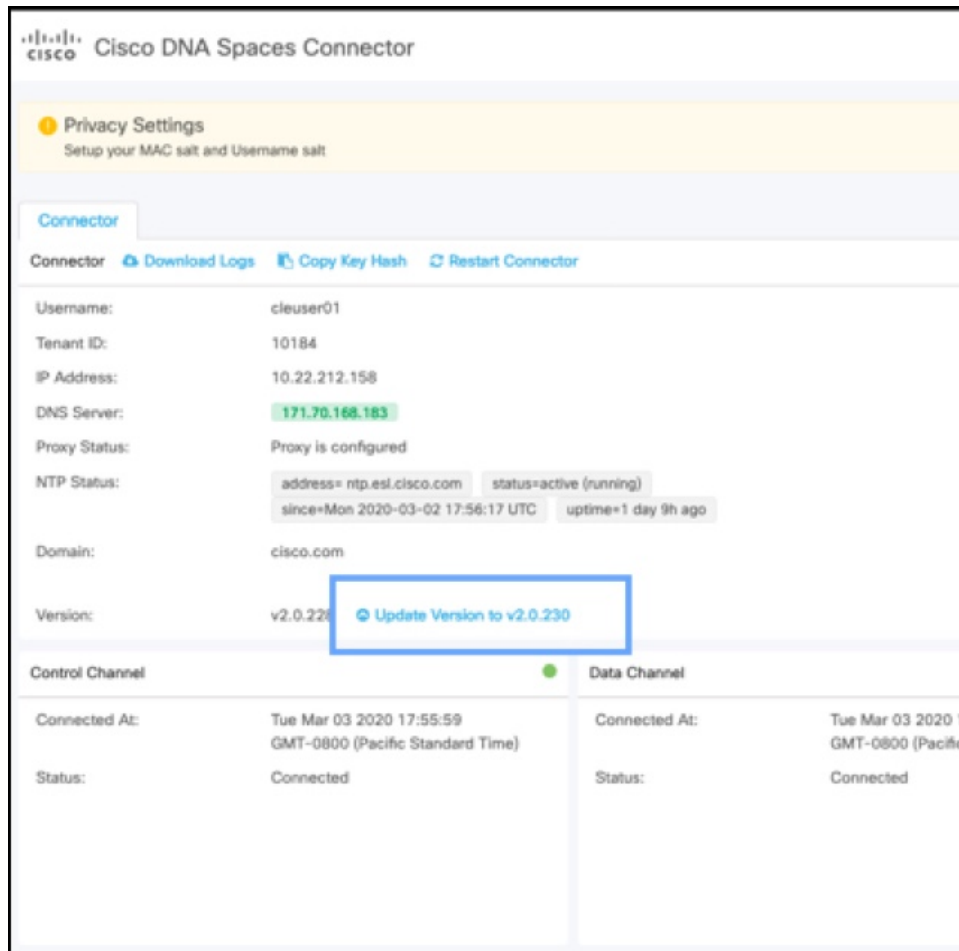 CISCO Cisco DNA Spaces Connector
Privacy Settings
Setup your MAC salt and Username salt
Connector
Connector Download Logs Copy Key Hash Restart Connector
Username: cleuser01
Tenant ID: 10184
IP Address: 10.22.212.158
DNS Server: 171.70.168.183
Proxy Status: Proxy is configured
NTP Status: address= ntp.esl.cisco.com status=active (running)
since=Mon 2020-03-02 17:56:17 UTC uptime=1 day 9h ago
Domain: cisco.com
Version: v2.0.228 Update Version to v2.0.230
Control Channel
Connected At: Tue Mar 03 2020 17:55:59
GMT-0800 (Pacific Standard Time)
Status: Connected
Data Channel
Connected At: Tue Mar 03 2020
GMT-0800
Status: Connected